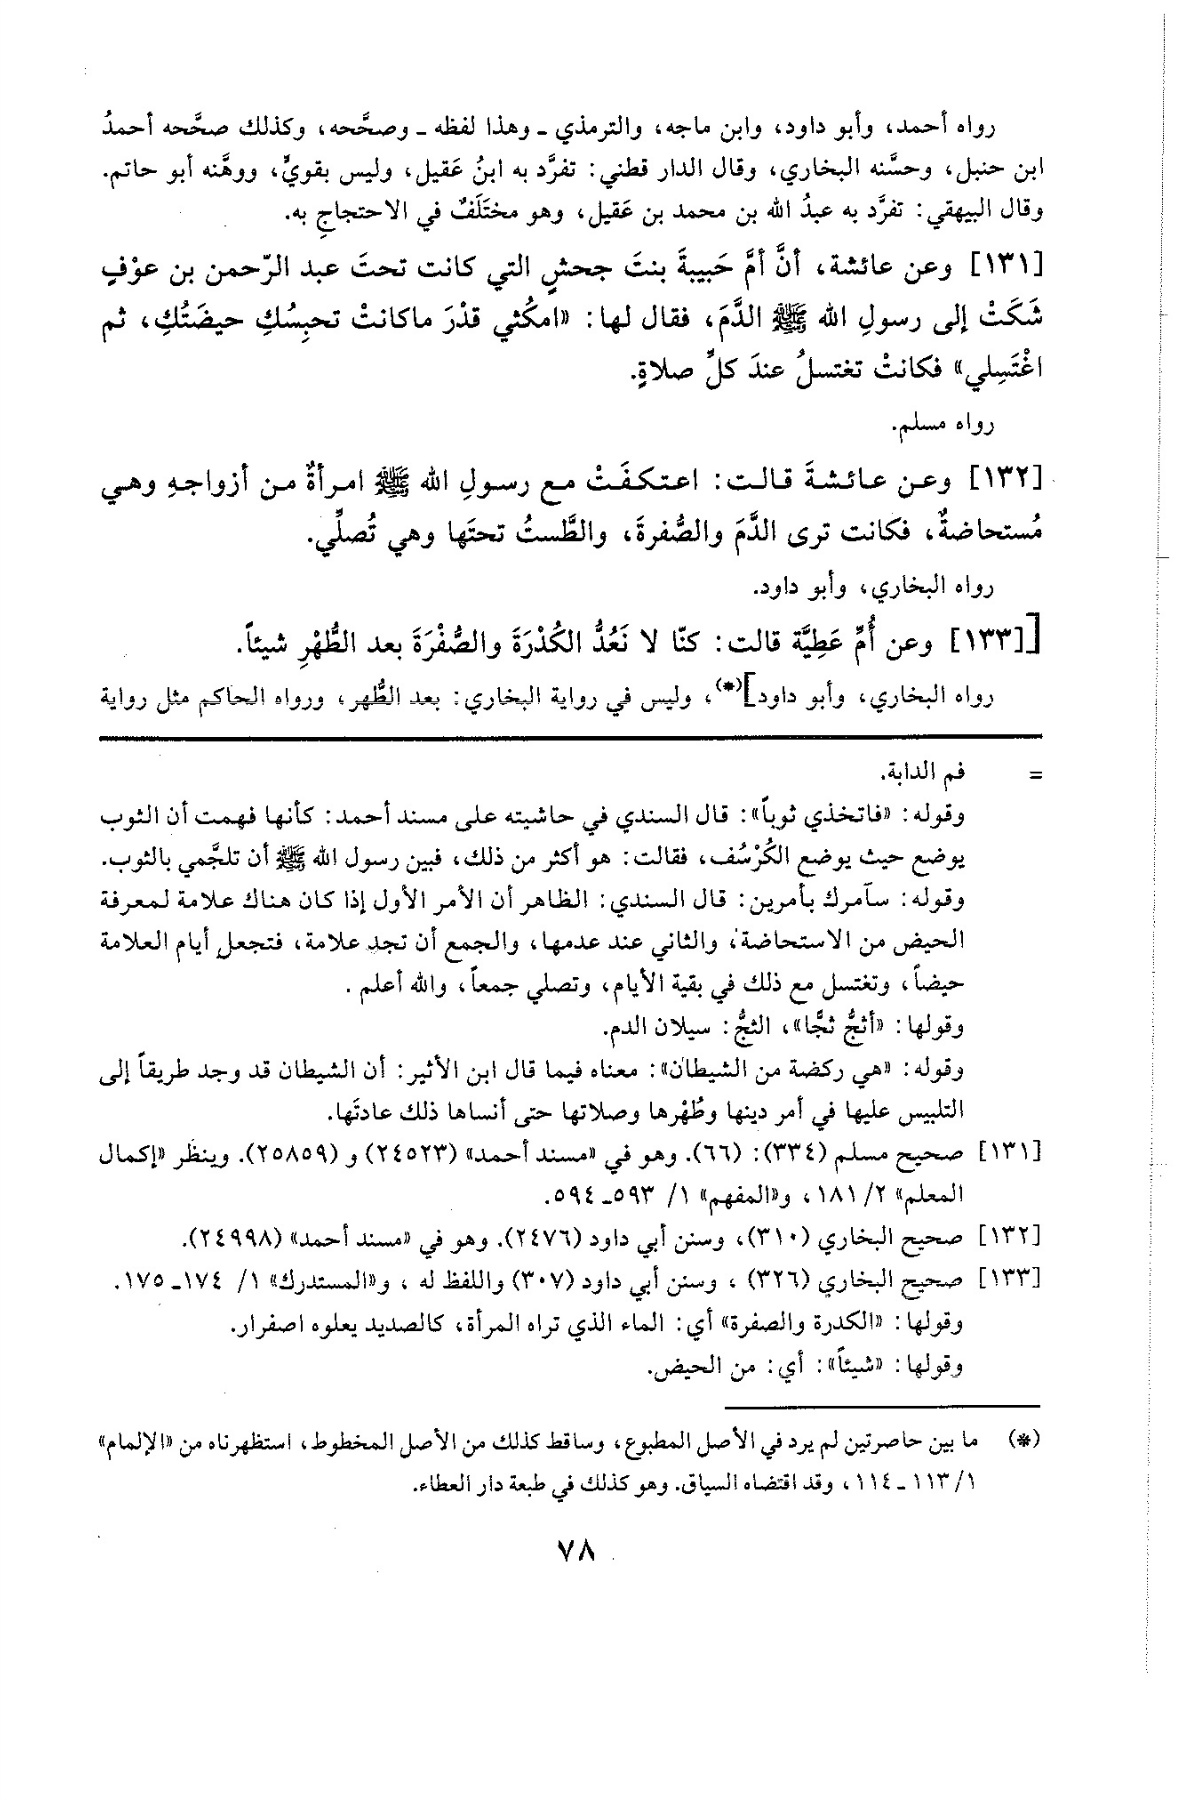 رواه أحمد، وأبو داود، وابن ماجه، والترمذي ـ وهذا لفظه ـ وصحَّحه، وكذلك صحَّحه أحمدُ
ابن حنبل، وحسَّنه البخاري، وقال الدار قطني: تفرَّد به ابنُ عَقيل، وليس بقويٍّ، ووهَّنه أبو حاتم.
وقال البيهقي: تفرَّد به عبدُ الله بن محمد بن عَقيل، وهو مختَلَفٌ في الاحتجاجِ به.
[١٣١] وعن عائشة، أنَّ أمَّ حَبيبةَ بنتَ جحشٍ التي كانت تحتَ عبد الرّحمن بن عوْفٍ
شَكَتْ إلى رسولِ الله ﷺ الدَّمَ، فقال لها: «امكُثي قدْرَ ماكانتْ تحبِسُكِ حيضَتُكِ، ثم
اغْتَسِلي» فكانتْ تغتسلُ عندَ كلِّ صلاةٍ.
رواه مسلم.
[١٣٢] وعن عائشةَ قالت: اعتكفَتْ مع رسولِ الله ﷺ امرأةٌ من أزواجهِ وهي
مُستحاضةٌ، فكانت ترى الدَّمَ والصُّفرةَ، والطَّستُ تحتَها وهي تُصلِّي.
رواه البخاري، وأبو داود.
[[١٣٣] وعن أُمِّ عَطِيَّة قالت: كنّا لا نَعُدُّ الكُدْرَةَ والصُّفْرَةَ بعد الطُّهْرِ شيئاً.
رواه البخاري، وأبو داود](*)، وليس في رواية البخاري: بعد الطُّهر، ورواه الحاكم مثل رواية
= فم الدابة.
وقوله: «فاتخذي ثوباً»: قال السندي في حاشيته على مسند أحمد: كأنها فهمت أن الثوب
يوضع حيث يوضع الكُرْسُف، فقالت: هو أكثر من ذلك، فبين رسول الله ﷺ أن تلجَّمي بالثوب.
وقوله: سآمرك بأمرين: قال السندي: الظاهر أن الأمر الأول إذا كان هناك علامة لمعرفة
الحيض من الاستحاضة، والثاني عند عدمها، والجمع أن تجد علامة، فتجعل أيام العلامة
حيضاً، وتغتسل مع ذلك في بقية الأيام، وتصلي جمعاً، والله أعلم .
وقولها: «أثجُّ ثجًّا»، الثجُّ: سيلان الدم.
وقوله: «هي ركضة من الشيطان»: معناه فيما قال ابن الأثير: أن الشيطان قد وجد طريقاً إلى
التلبيس عليها في أمر دينها وطُهْرها وصلاتها حتى أنساها ذلك عادتَها.
[١٣١] صحيح مسلم (٣٣٤): (٦٦). وهو في «مسند أحمد» (٢٤٥٢٣) و (٢٥٨٥٩). وينظر «إكمال
المعلم» ٢/ ١٨١، و«المفهم» ١/ ٥٩٣ـ ٥٩٤.
[١٣٢] صحيح البخاري (٣١٠)، وسنن أبي داود (٢٤٧٦). وهو في «مسند أحمد» (٢٤٩٩٨).
[١٣٣] صحيح البخاري (٣٢٦) ، وسنن أبي داود (٣٠٧) واللفظ له ، و«المستدرك» ١/ ١٧٤ـ ١٧٥.
وقولها: «الكدرة والصفرة» أي: الماء الذي تراه المرأة، كالصديد يعلوه اصفرار.
وقولها: «شيئاً»: أي: من الحيض.
(*) ما بين حاصرتين لم يرد في الأصل المطبوع، وساقط كذلك من الأصل المخطوط، استظهرناه من «الإلمام»
١/ ١١٣ ـ ١١٤، وقد اقتضاه السياق. وهو كذلك في طبعة دار العطاء.
٧٨